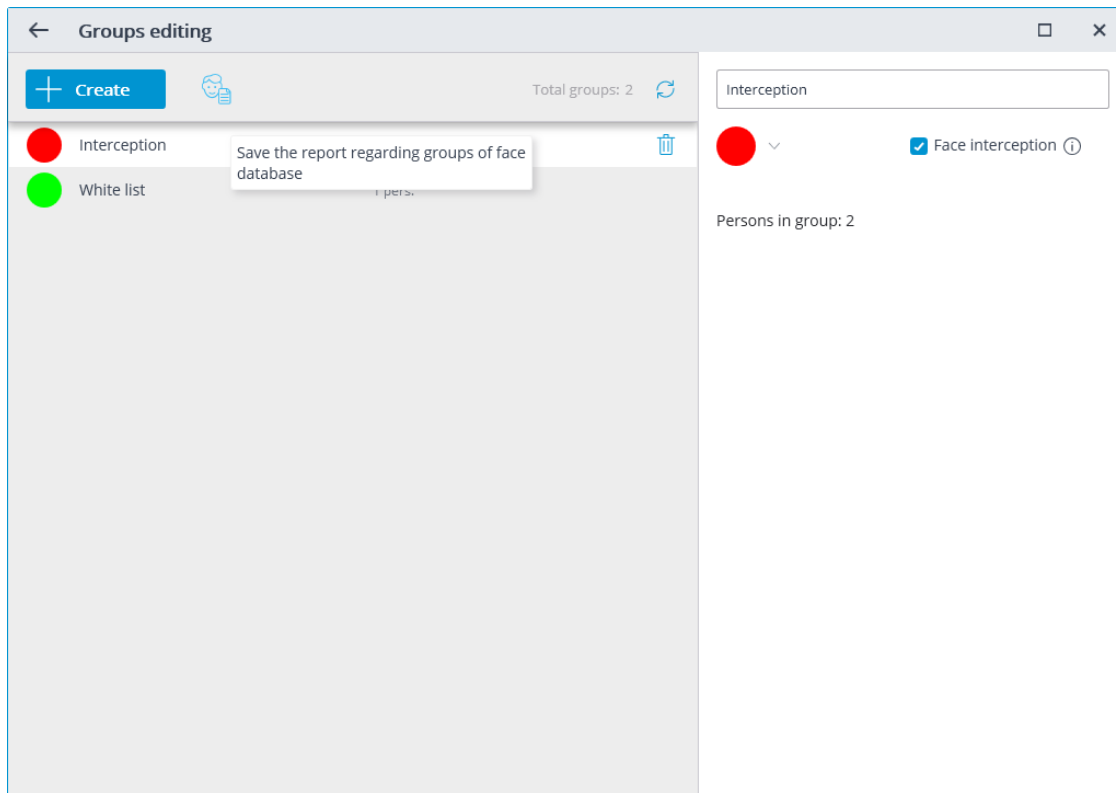 Groups editing
Create
Total groups: 2
Interception
Save the report regarding groups of face
database
White list
1 pers.
Interception
Face interception
Persons in group: 2